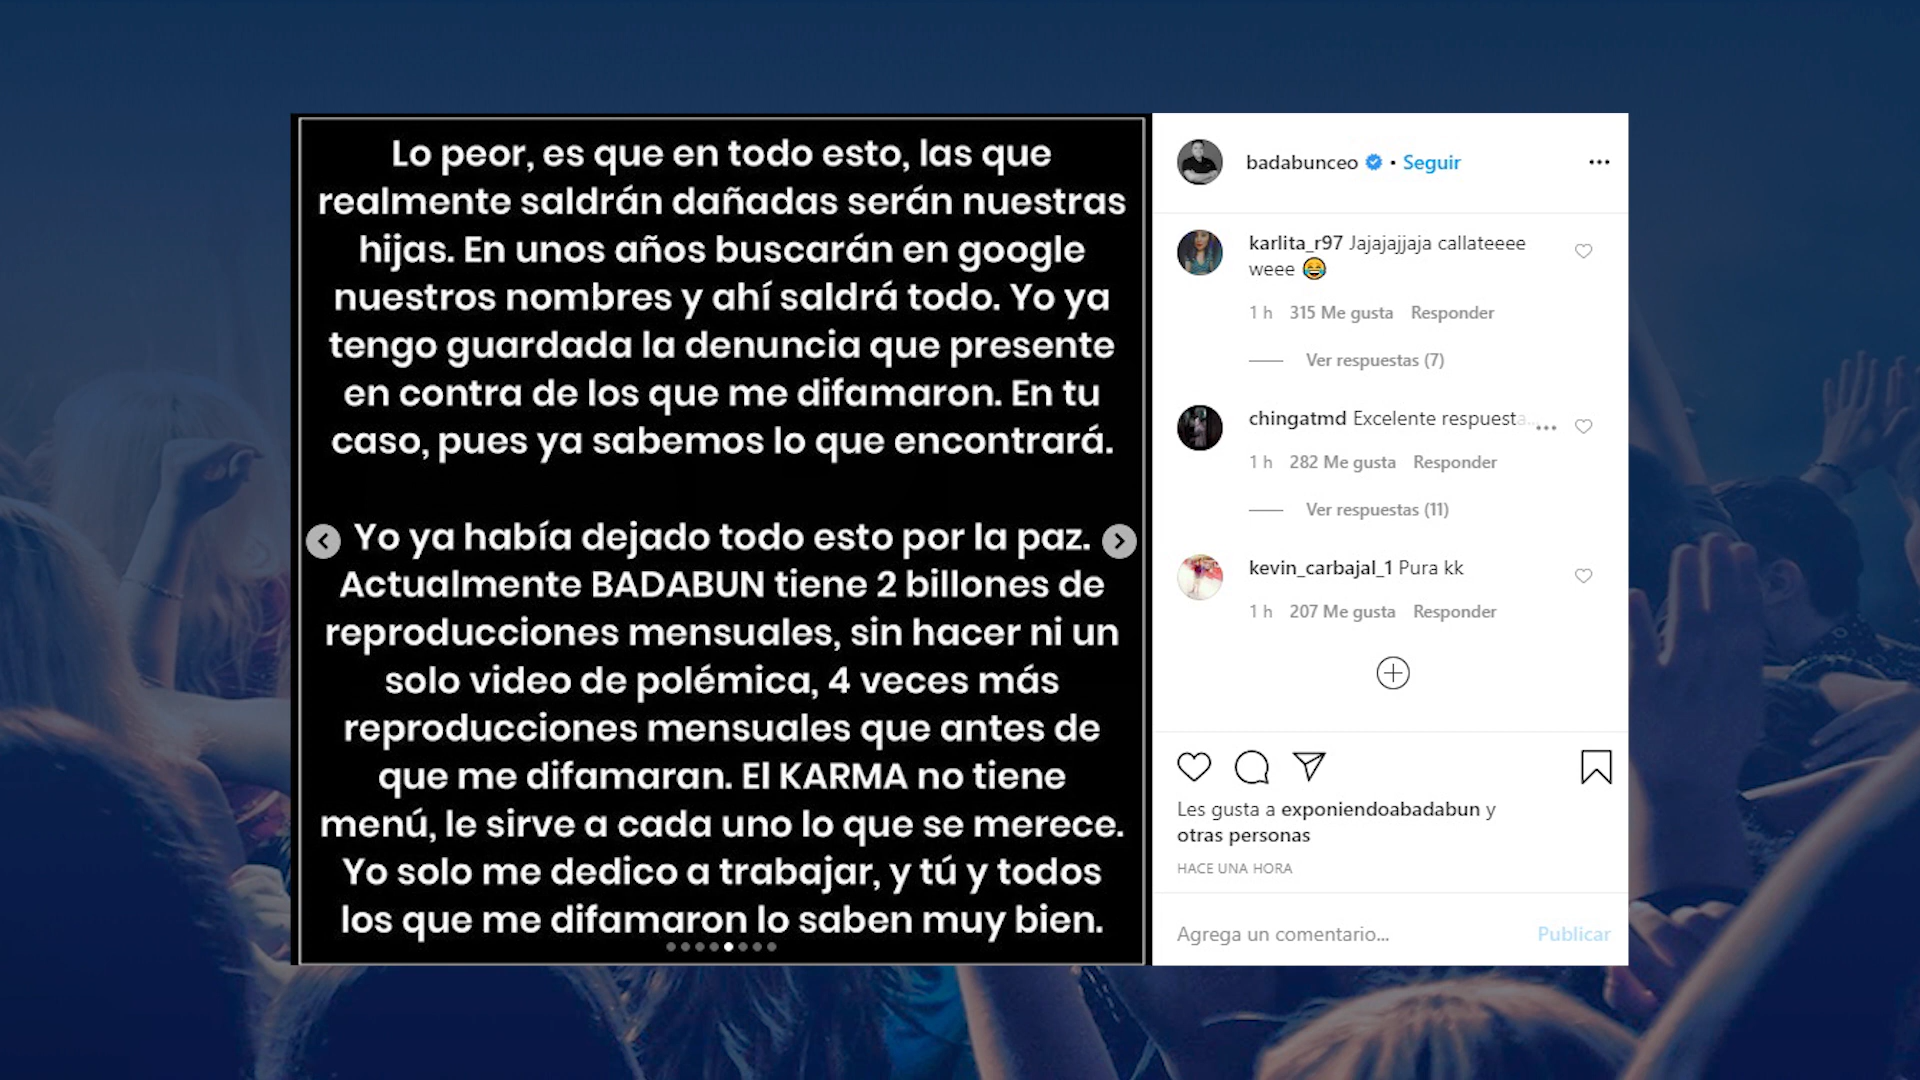 Lo peor, es que en todo esto, las que
realmente saldrán dañadas serán nuestras
hijas. En unos años buscarán en google
nuestros nombres y ahí saldrá todo. Yo ya
tengo guardada la denuncia que presente
en contra de los que me difamaron. En tu
caso, pues ya sabemos lo que encontrará.
Yo ya había dejado todo esto por la paz.
Actualmente BADABUN tiene 2 billones de
reproducciones mensuales, sin hacer ni un
solo video de polémica, 4 veces más
reproducciones mensuales que antes de
que me difamaran. El KARMA no tiene
menú, le sirve a cada uno lo que se merece.
Yo solo me dedico a trabajar, y tú y todos
los que me difamaron lo saben muy bien.
badabunceo • Seguir
karlita_r97 Jajajajjaja callateeee
weee 😂
1 h 315 Me gusta Responder
Ver respuestas (7)
chingatmd Excelente respuesta...
1 h 282 Me gusta Responder
Ver respuestas (11)
kevin_carbajal_1 Pura kk
1 h 207 Me gusta Responder
Les gusta a exponiendoabadabun y
otras personas
HACE UNA HORA
Agrega un comentario... Publicar